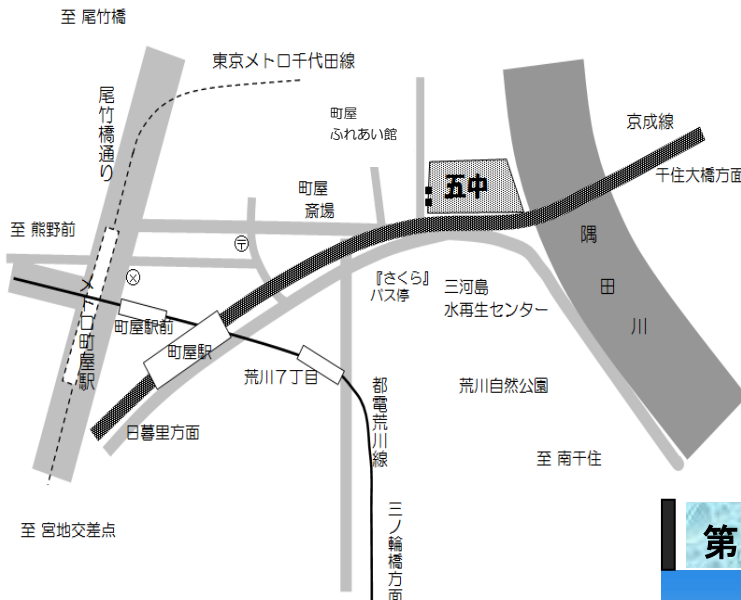 至 尾竹橋
東京メトロ千代田線
尾竹橋通り
町屋
ふれあい館
京成線
千住大橋方面
五中
町屋
斎場
至 熊野前
〒
隅田川
『さくら』
バス停
三河島
水再生センター
メトロ町屋駅
町屋駅前
町屋駅
荒川7丁目
都電荒川線
荒川自然公園
日暮里方面
至 南千住
至 宮地交差点
三ノ輪橋方面
第